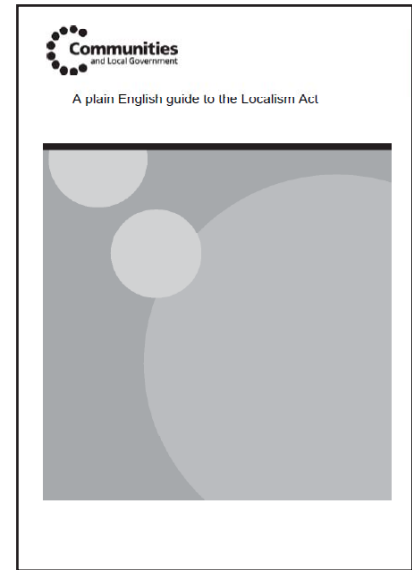 Communities
and Local Government
A plain English guide to the Localism Act